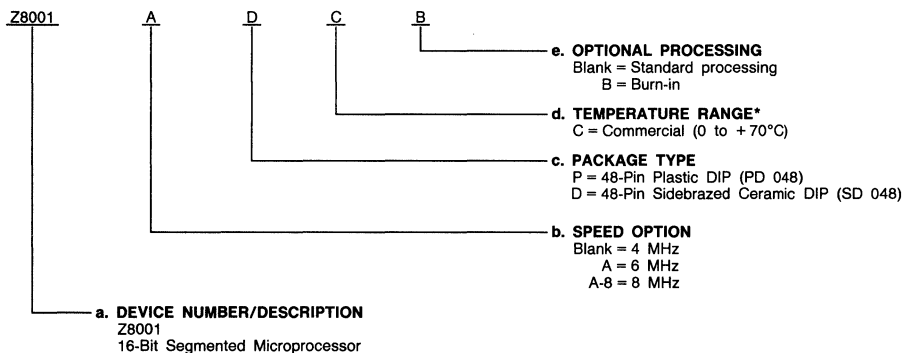 Z8001 A D C B
e. OPTIONAL PROCESSING
Blank = Standard processing
B = Burn-in
d. TEMPERATURE RANGE*
C = Commercial (0 to +70°C)
c. PACKAGE TYPE
P = 48-Pin Plastic DIP (PD 048)
D = 48-Pin Sidebrazed Ceramic DIP (SD 048)
b. SPEED OPTION
Blank = 4 MHz
A = 6 MHz
A-8 = 8 MHz
a. DEVICE NUMBER/DESCRIPTION
Z8001
16-Bit Segmented Microprocessor